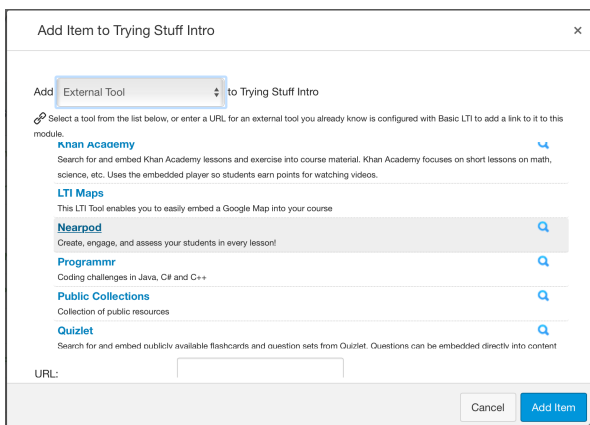 Add Item to Trying Stuff Intro
×
Add External Tool to Trying Stuff Intro
Select a tool from the list below, or enter a URL for an external tool you already know is configured with Basic LTI to add a link to it to this
module.
Khan Academy
Search for and embed Khan Academy lessons and exercise into course material. Khan Academy focuses on short lessons on math,
science, etc. Uses the embedded player so students earn points for watching videos.
LTI Maps
This LTI Tool enables you to easily embed a Google Map into your course
Nearpod
Create, engage, and assess your students in every lesson!
Programmr
Coding challenges in Java, C# and C++
Public Collections
Collection of public resources
Quizlet
Search for and embed publicly available flashcards and question sets from Quizlet. Questions can be embedded directly into content
URL:
Cancel Add Item